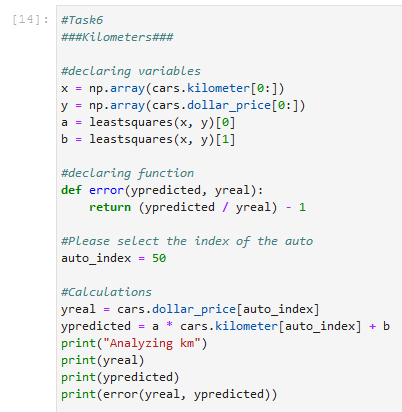 [14]: #Task6
###Kilometers###
#declaring variables
x = np.array(cars.kilometer[0:])
y = np.array(cars.dollar_price[0:])
a = leastsquares(x, y)[0]
b = leastsquares(x, y)[1]
#declaring function
def error(ypredicted, yreal):
    return (ypredicted / yreal) - 1
#Please select the index of the auto
auto_index = 50
#Calculations
yreal = cars.dollar_price[auto_index]
ypredicted = a * cars.kilometer[auto_index] + b
print("Analyzing km")
print(yreal)
print(ypredicted)
print(error(yreal, ypredicted))